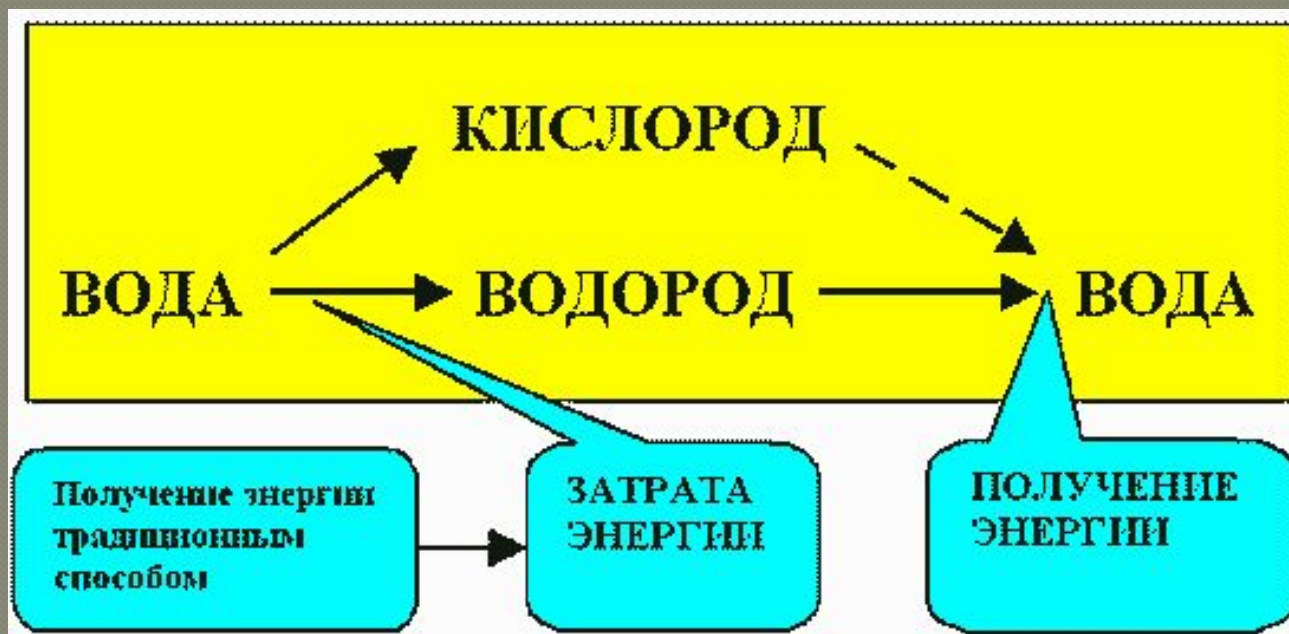 КИСЛОРОД
ВОДА
ВОДОРОД
ВОДА
Получение энергии
традиционным
способом
ЗАТРАТА
ЭНЕРГИИ
ПОЛУЧЕНИЕ
ЭНЕРГИИ